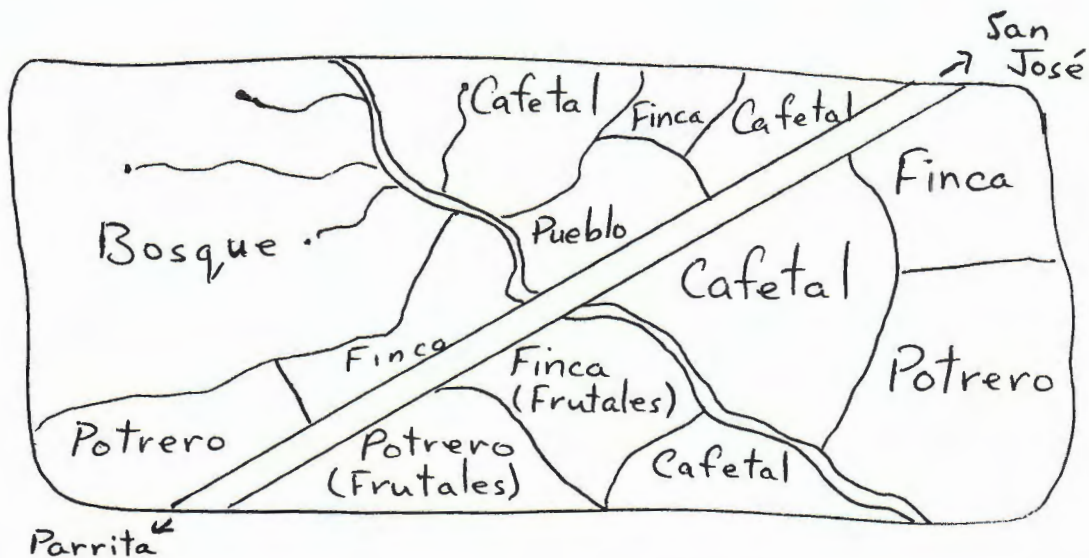 San
José
Cafetal
Finca
Cafetal
Finca
Bosque
Pueblo
Cafetal
Finca
Finca
(Frutales)
Potrero
Potrero
Potrero
(Frutales)
Cafetal
Parrita